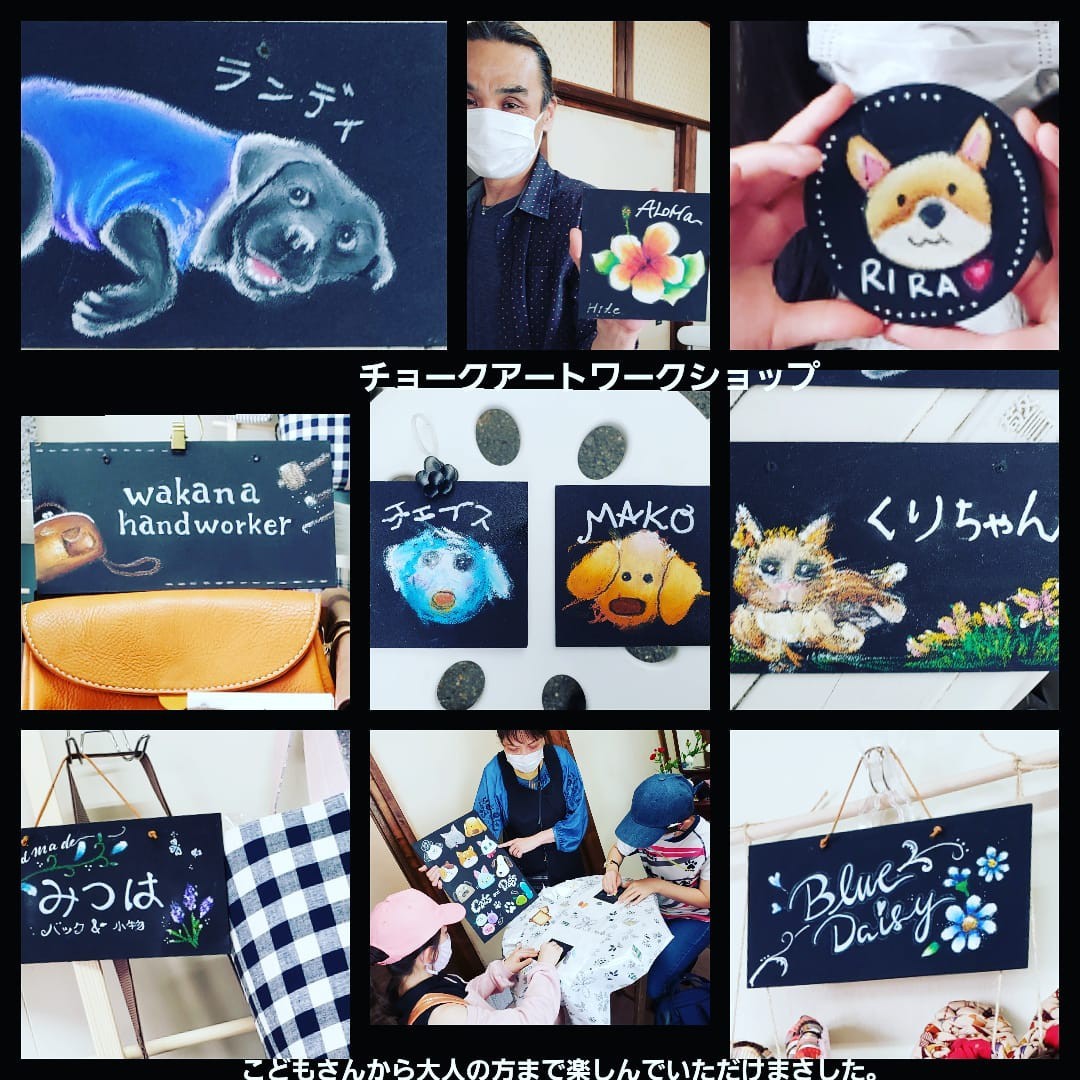 ランディ
ALOHA
Hide
RIRA
チョークアートワークショップ
wakana
handworker
チェイス
MAKO
くりちゃん
made
みつは
バック & 小物
Cats and Dogs
Blue
Daisy
こどもさんから大人の方まで楽しんでいただけまさした。